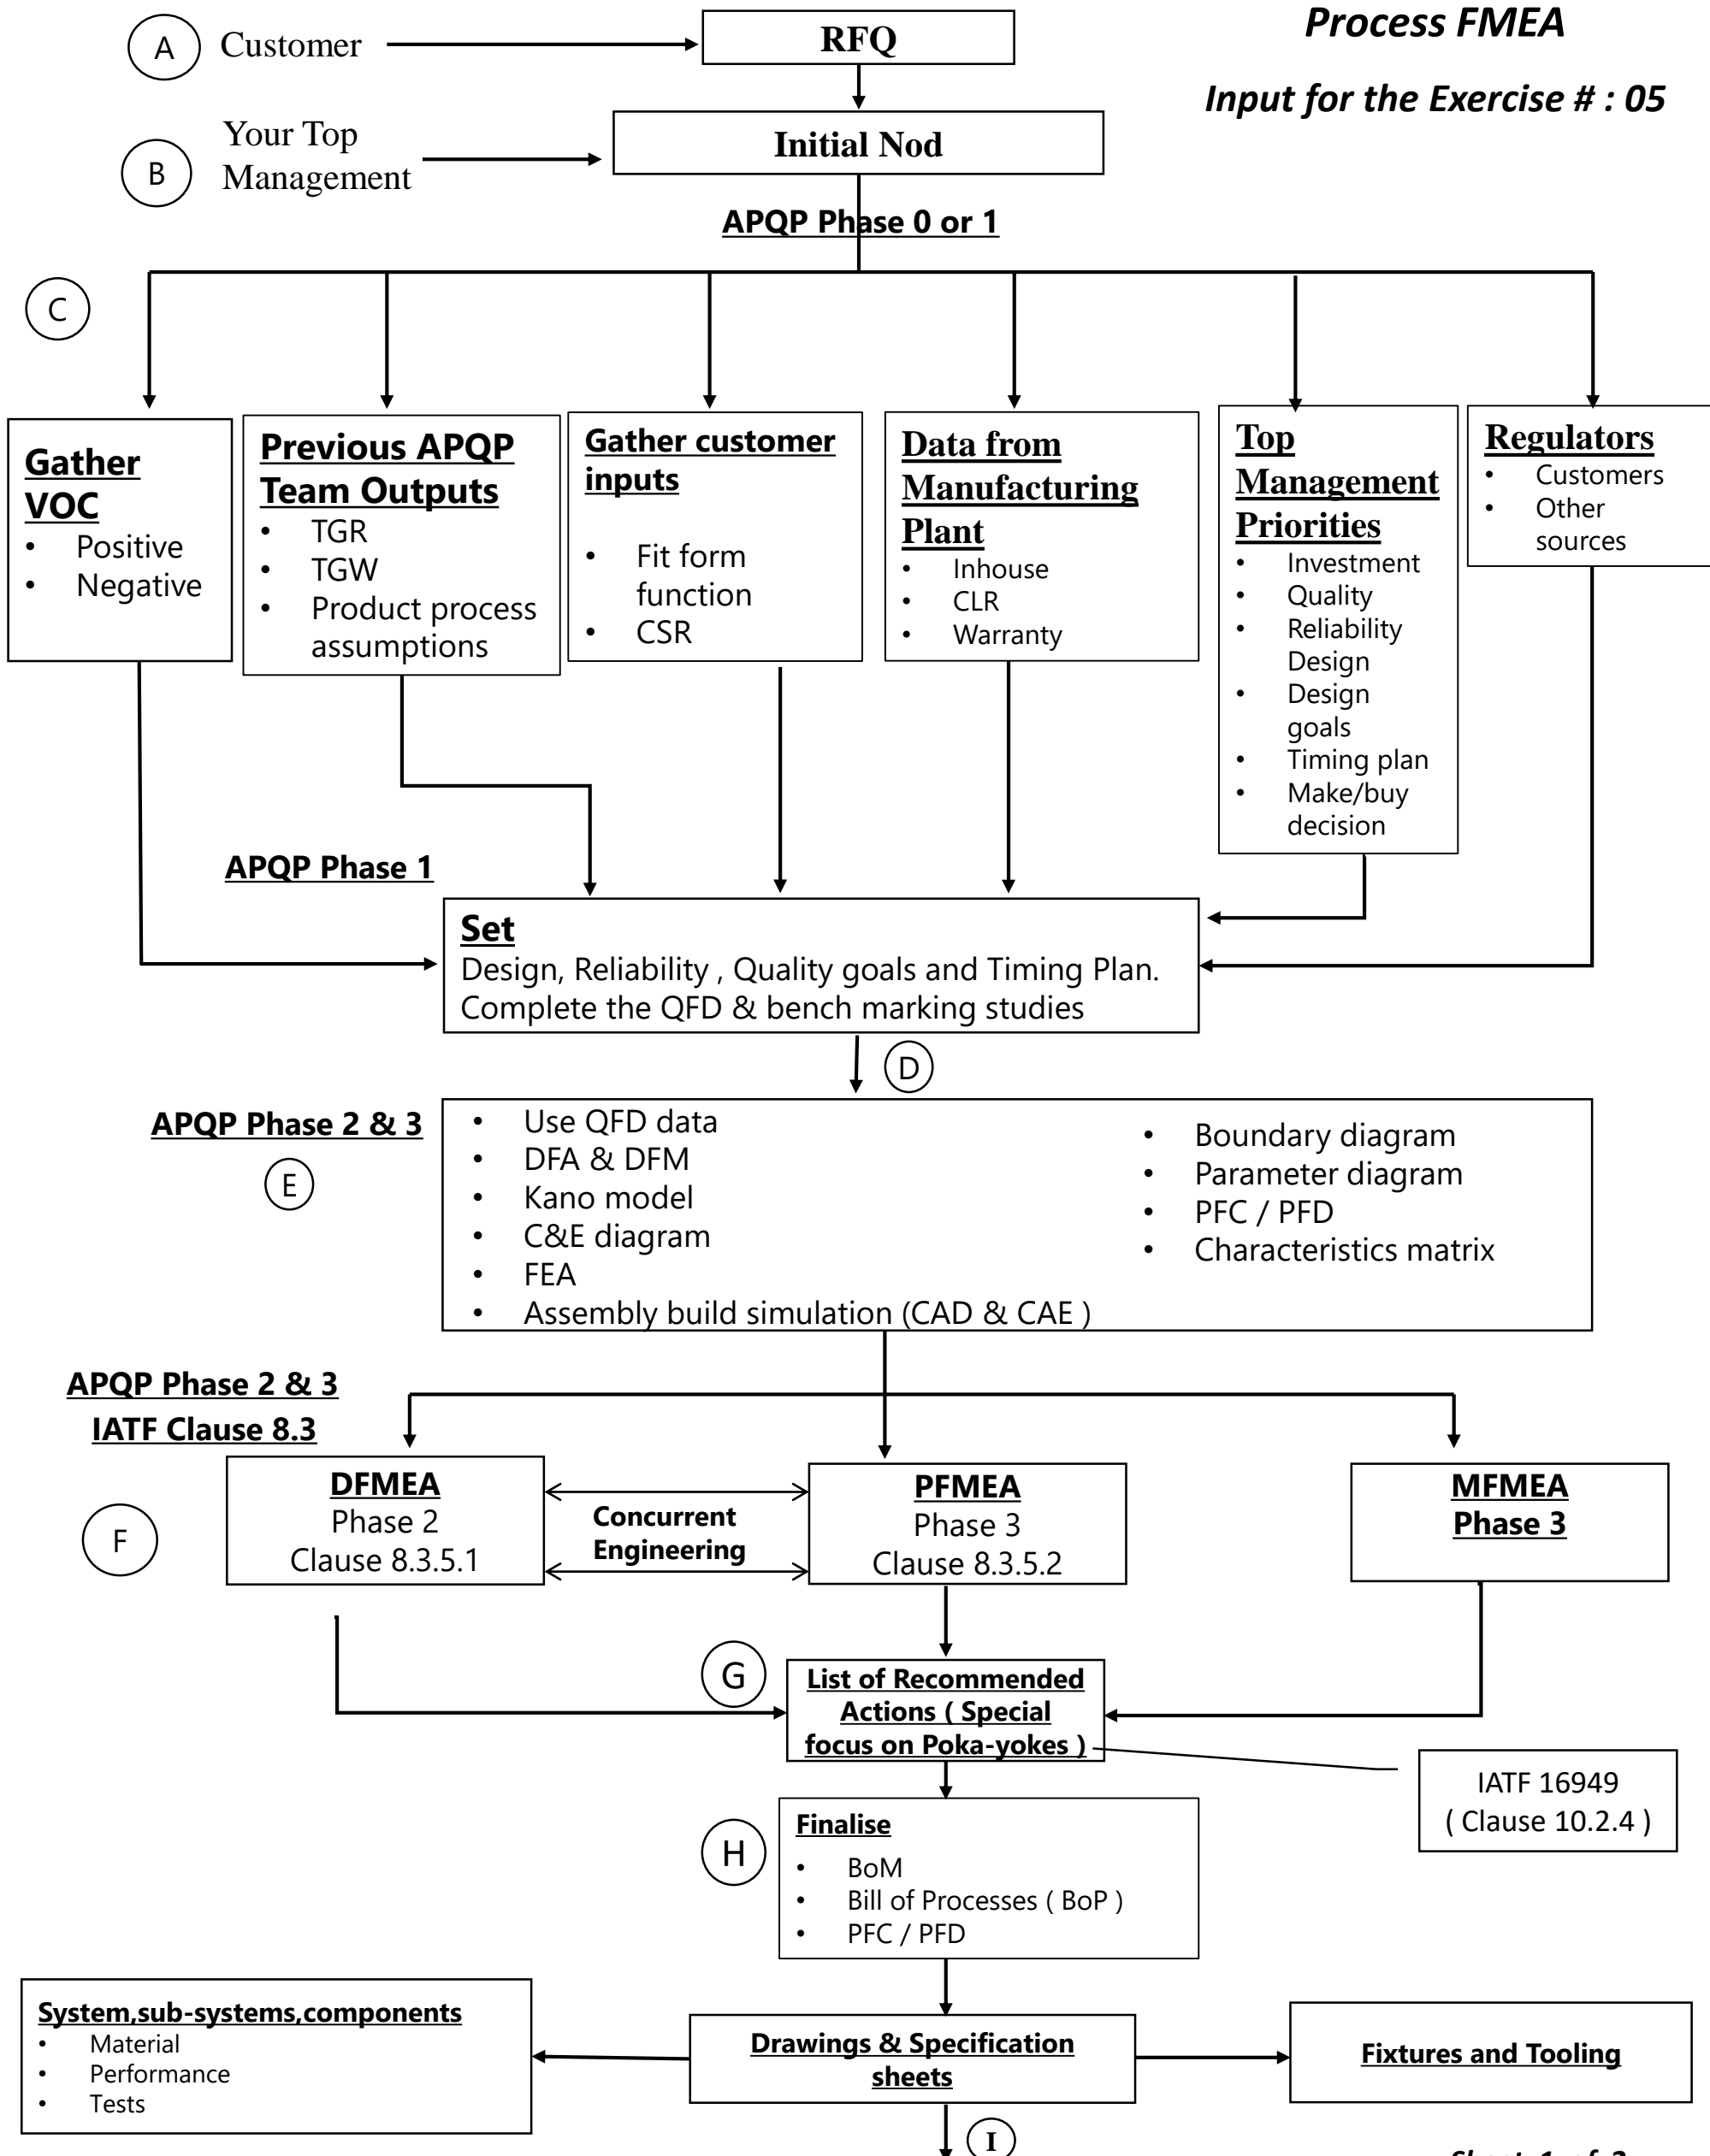 Process FMEA
Input for the Exercise # : 05
A
Customer
RFQ
B
Your Top
Management
Initial Nod
APQP Phase 0 or 1
C
Gather
VOC
• Positive
• Negative
Previous APQP
Team Outputs
• TGR
• TGW
• Product process
assumptions
Gather customer
inputs
• Fit form
function
• CSR
Data from
Manufacturing
Plant
• Inhouse
• CLR
• Warranty
Top
Management
Priorities
• Investment
• Quality
• Reliability
Design
• Design
goals
• Timing plan
• Make/buy
decision
Regulators
• Customers
• Other
sources
APQP Phase 1
Set
Design, Reliability , Quality goals and Timing Plan.
Complete the QFD & bench marking studies
D
APQP Phase 2 & 3
E
• Use QFD data
• DFA & DFM
• Kano model
• C&E diagram
• FEA
• Assembly build simulation (CAD & CAE )
• Boundary diagram
• Parameter diagram
• PFC / PFD
• Characteristics matrix
APQP Phase 2 & 3
IATF Clause 8.3
F
DFMEA
Phase 2
Clause 8.3.5.1
Concurrent
Engineering
PFMEA
Phase 3
Clause 8.3.5.2
MFMEA
Phase 3
G
List of Recommended
Actions ( Special
focus on Poka-yokes )
IATF 16949
( Clause 10.2.4 )
H
Finalise
• BoM
• Bill of Processes ( BoP )
• PFC / PFD
System,sub-systems,components
• Material
• Performance
• Tests
Drawings & Specification
sheets
Fixtures and Tooling
I